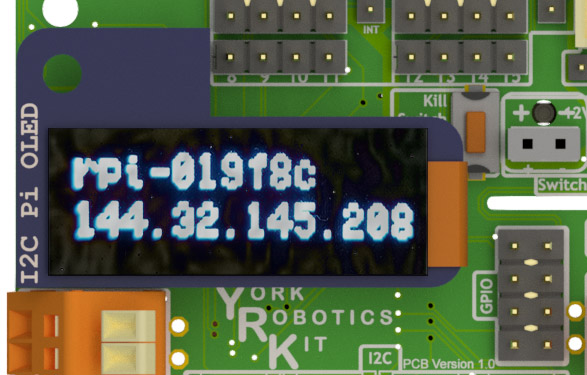 INT
8 9 10 11 12 13 14 15
Kill
Switch
+ +12V
Switch
I2C Pi OLED
rpi-019f8c
144.32.145.208
GPIO
YORK
ROBOTICS
KIT
I2C
PCB Version 1.0